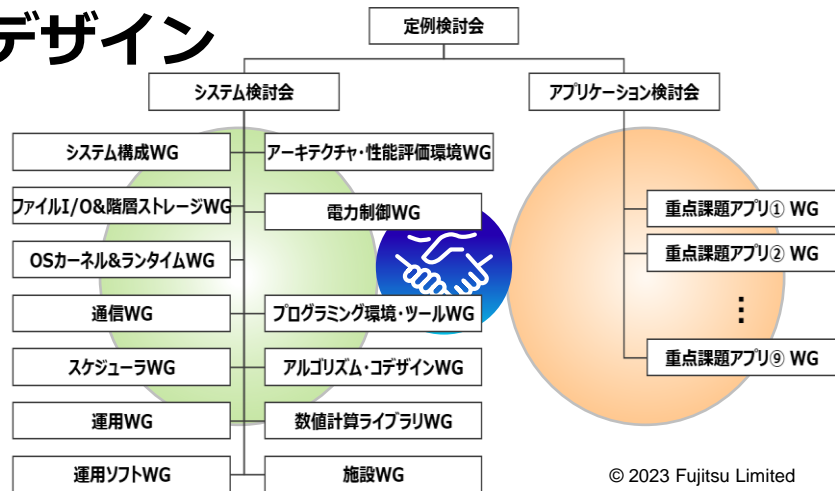 デザイン
定例検討会
システム検討会
アプリケーション検討会
システム構成WG
アーキテクチャ・性能評価環境WG
ファイルI/O&階層ストレージWG
電力制御WG
OSカーネル&ランタイムWG
通信WG
プログラミング環境・ツールWG
スケジューラWG
アルゴリズム・コデザインWG
運用WG
数値計算ライブラリWG
運用ソフトWG
施設WG
重点課題アプリ① WG
重点課題アプリ② WG
⋮
重点課題アプリ⑨ WG
© 2023 Fujitsu Limited